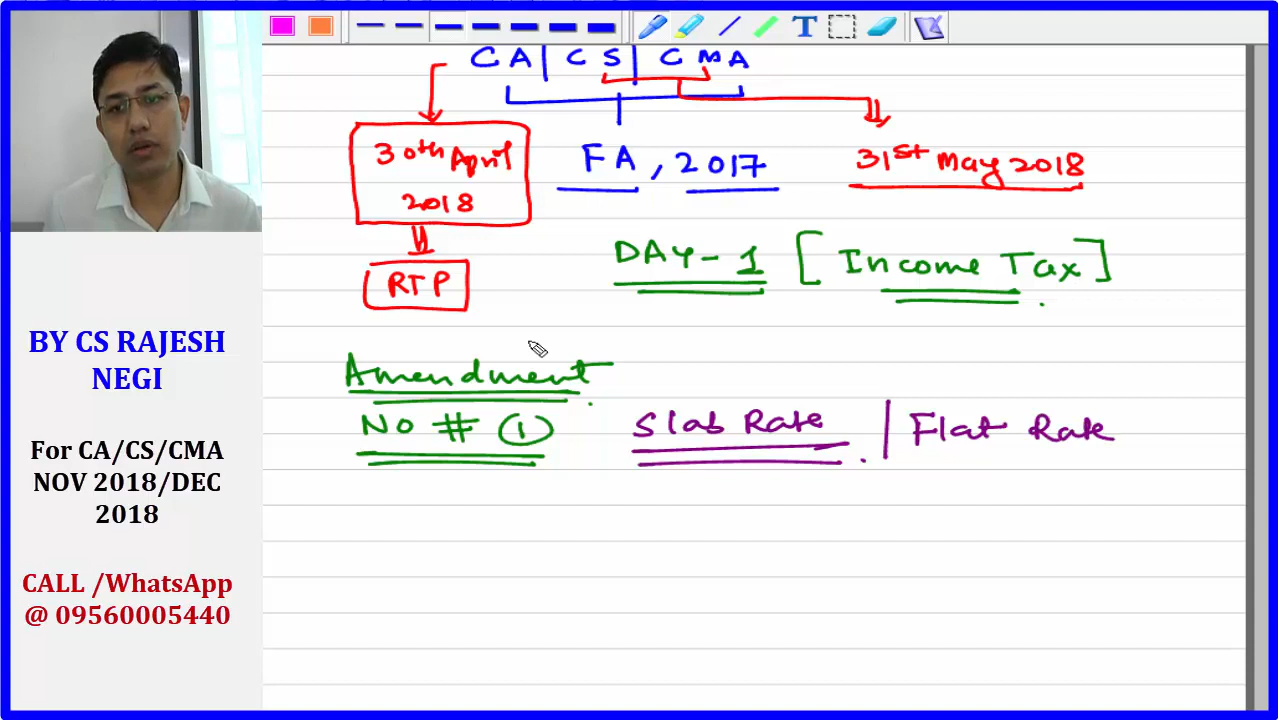 T
CA | CS | CMA
30th April
2018
FA, 2017
31st May 2018
RTP
DAY - 1 [Income Tax]
Amendment
No # 1
Slab Rate | Flat Rate
BY CS RAJESH
NEGI
For CA/CS/CMA
NOV 2018/DEC
2018
CALL /WhatsApp
@ 09560005440